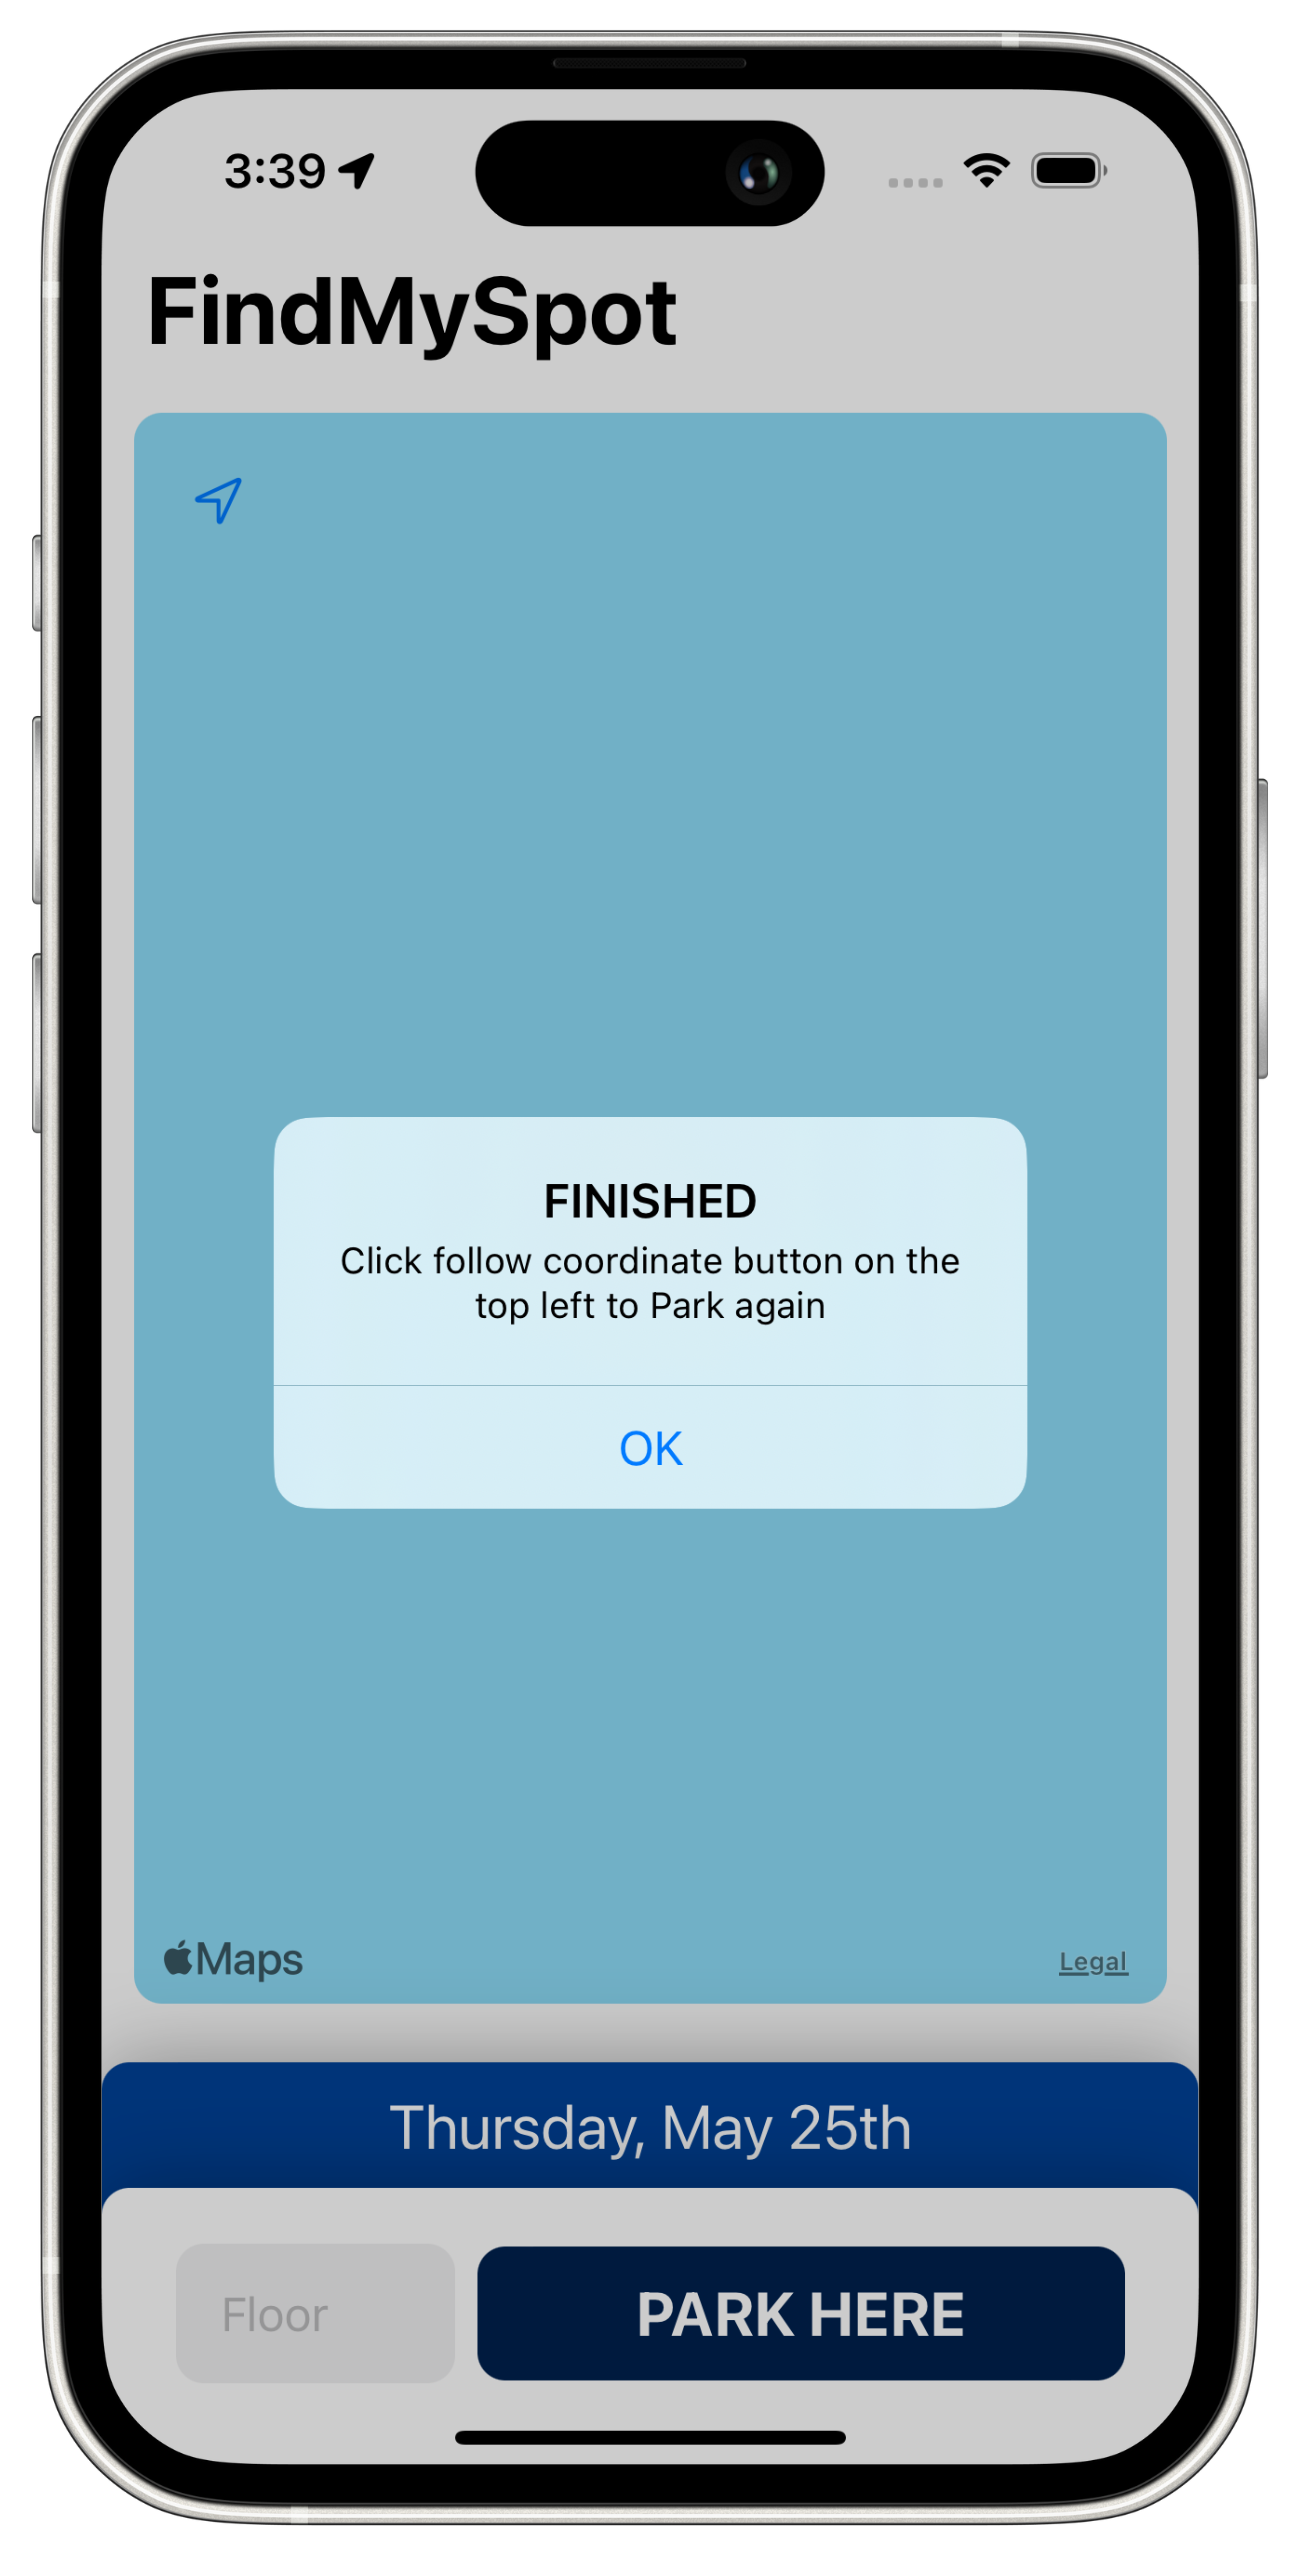 3:39
FindMySpot
FINISHED
Click follow coordinate button on the
top left to Park again
OK
Maps
Legal
Thursday, May 25th
Floor
PARK HERE